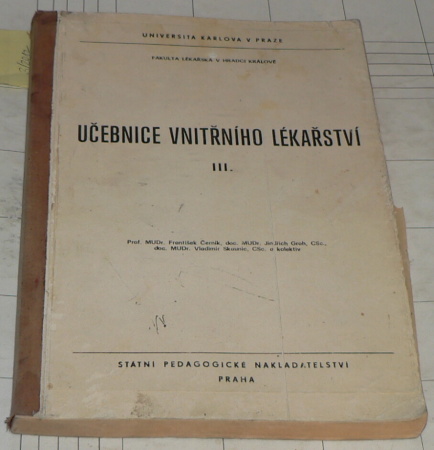 UNIVERSITA KARLOVA V PRAZE
FAKULTA LÉKAŘSKÁ V HRADCI KRÁLOVÉ
UČEBNICE VNITŘNÍHO LÉKAŘSTVÍ
III.
Prof. MUDr. František Černík, doc. MUDr. Jindřich Groh, CSc.,
doc. MUDr. Vladimír Skaunic, CSc. a kolektiv
STÁTNÍ PEDAGOGICKÉ NAKLADATELSTVÍ
PRAHA